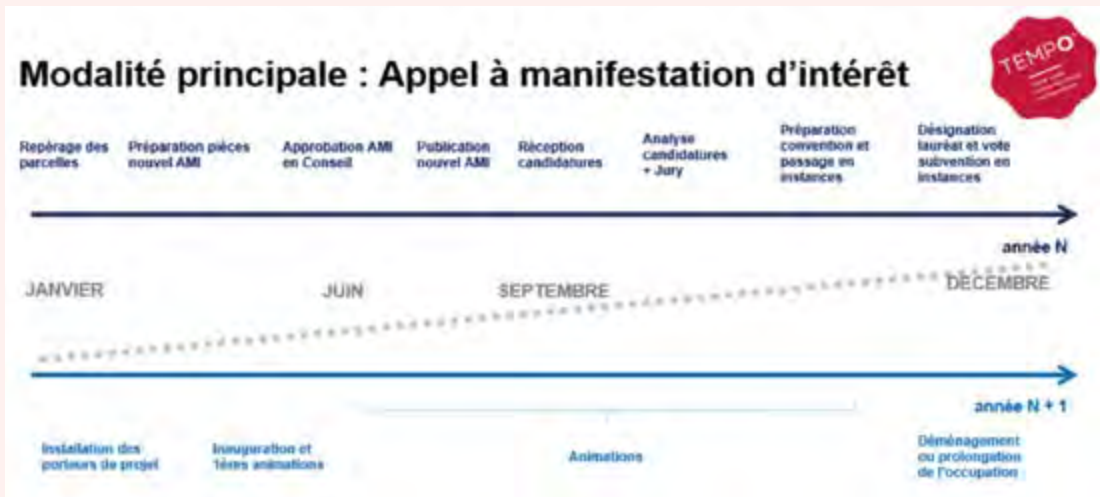 Modalité principale : Appel à manifestation d'intérêt
TEMPO
Repérage des
parcelles
Préparation pièces
nouvel AMI
Approbation AMI
en Conseil
Publication
nouvel AMI
Réception
candidatures
Analyse
candidatures
+ Jury
Préparation
convention et
passage en
instances
Désignation
lauréat et vote
subvention en
instances
année N
JANVIER
JUIN
SEPTEMBRE
DÉCEMBRE
année N + 1
Installation des
porteurs de projet
Inauguration et
1ères animations
Animations
Déménagement
ou prolongation
de l'occupation